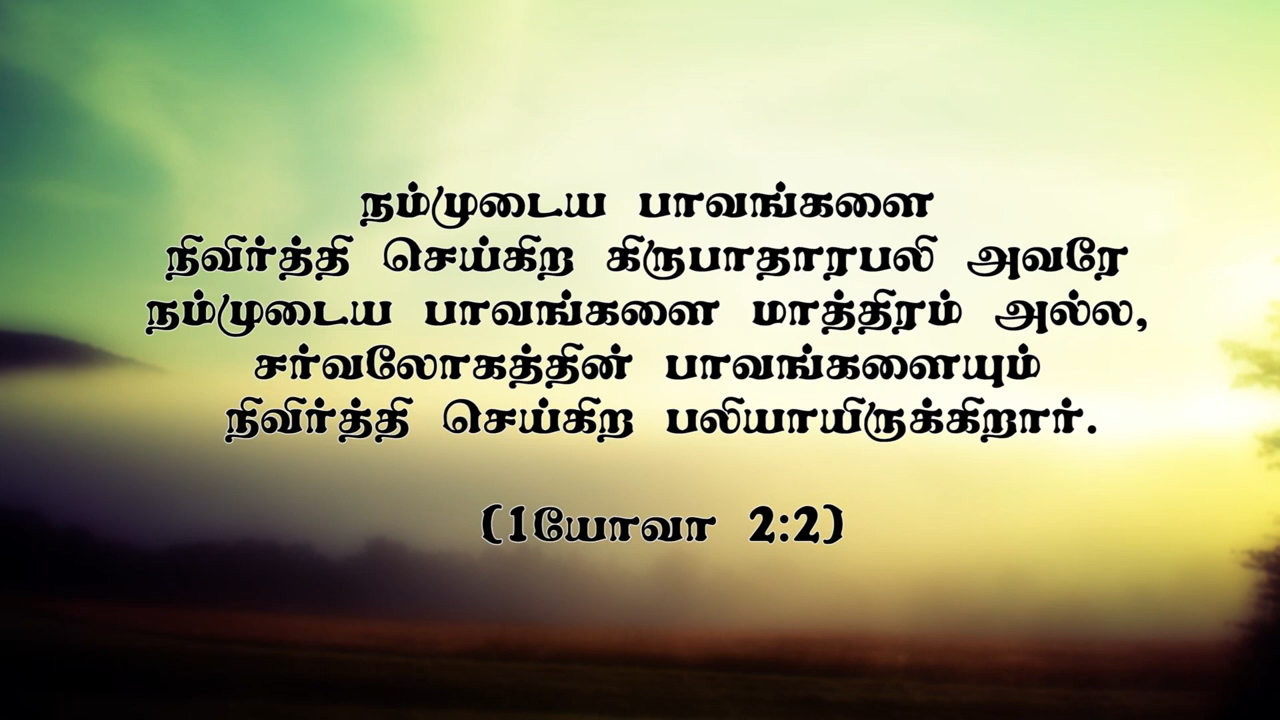 நம்முடைய பாவங்களை
நிவிர்த்தி செய்கிற கிருபாதாரபலி அவரே
நம்முடைய பாவங்களை மாத்திரம் அல்ல,
சர்வலோகத்தின் பாவங்களையும்
நிவிர்த்தி செய்கிற பலியாயிருக்கிறார்.
(1யோவா 2:2)